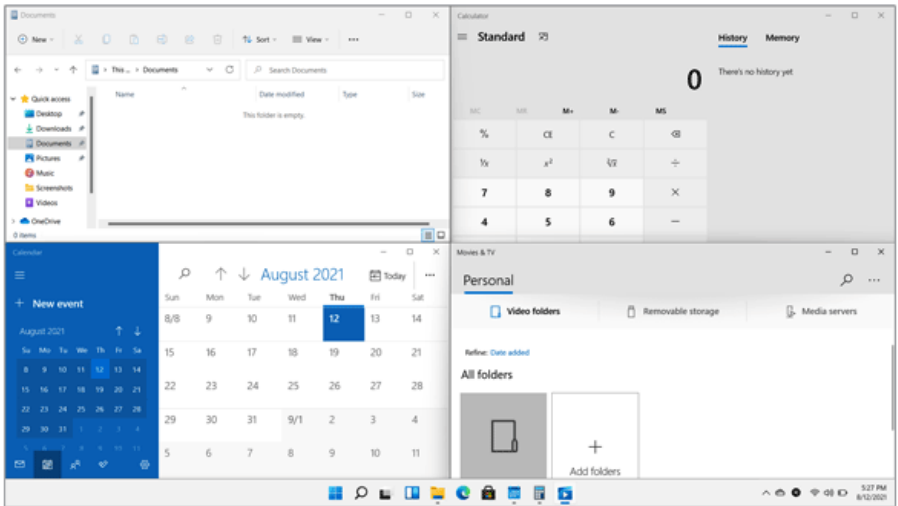 Documents
New
Sort
View
This ... > Documents
Search Documents
Quick access
Desktop
Downloads
Documents
Pictures
Music
Screenshots
Videos
OneDrive
0 items
Name Date modified Type Size
This folder is empty.
Calculator
Standard
History Memory
There's no history yet
0
MC MR M+ M- MS
% CE C
7 8 9 ×
4 5 6 −
Calendar
New event
August 2021
Su Mo Tu We Th Fr Sa
8 9 10 11 12 13 14
15 16 17 18 19 20 21
22 23 24 25 26 27 28
29 30 31 1 2 3 4
5 6 7 8 9 10 11
August 2021 Today
Sun Mon Tue Wed Thu Fri Sat
8/8 9 10 11 12 13 14
15 16 17 18 19 20 21
22 23 24 25 26 27 28
29 30 31 9/1 2 3 4
5 6 7 8 9 10 11
Movies & TV
Personal
Video folders Removable storage Media servers
Refine: Date added
All folders
Add folders
5:27 PM
8/12/2021